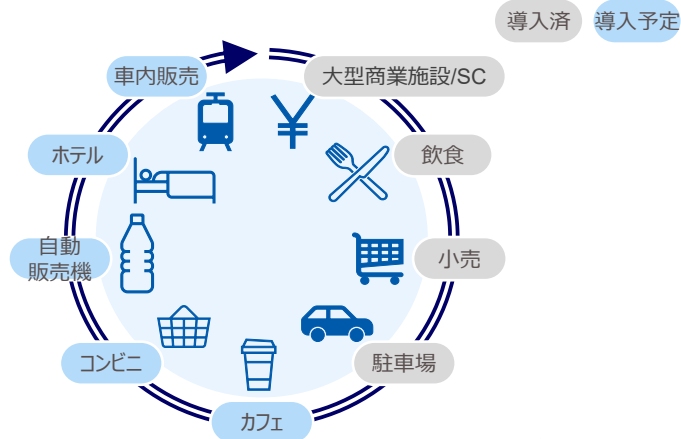 導入済
導入予定
大型商業施設/SC
飲食
小売
駐車場
カフェ
コンビニ
自動
販売機
ホテル
車内販売